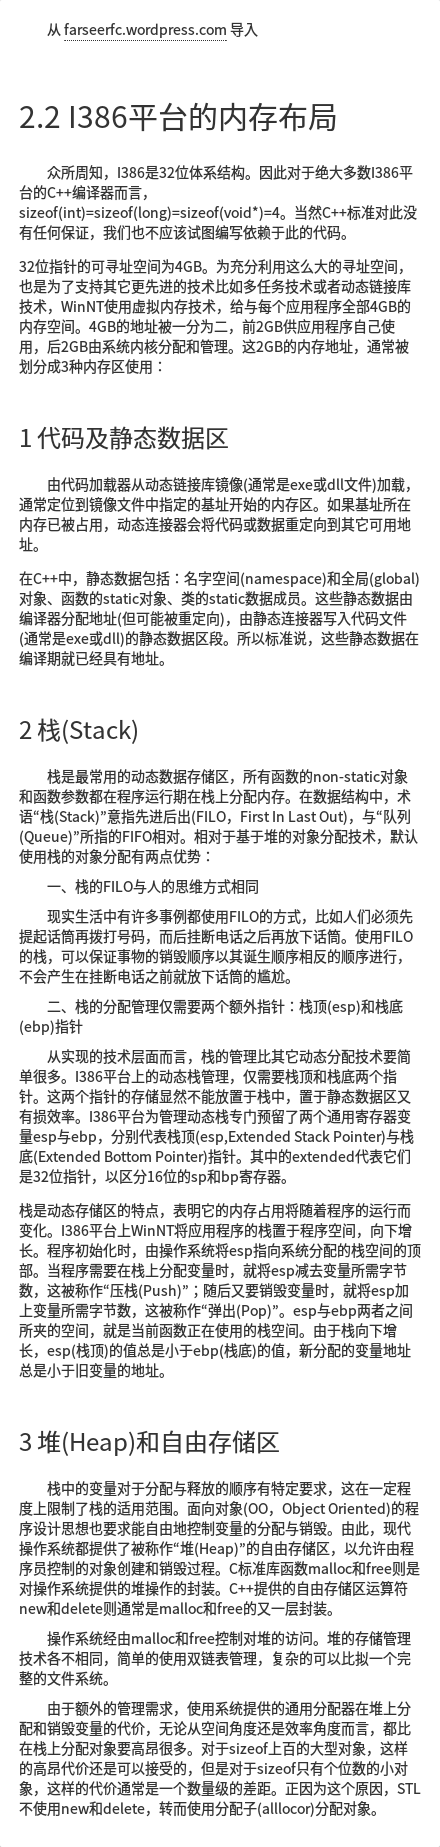 从 farseerfc.wordpress.com 导入
2.2 I386平台的内存布局
众所周知，I386是32位体系结构。因此对于绝大多数I386平
台的C++编译器而言，
sizeof(int)=sizeof(long)=sizeof(void*)=4。当然C++标准对此没
有任何保证，我们也不应该试图编写依赖于此的代码。
32位指针的可寻址空间为4GB。为充分利用这么大的寻址空间，
也是为了支持其它更先进的技术比如多任务技术或者动态链接库
技术，WinNT使用虚拟内存技术，给与每个应用程序全部4GB的
内存空间。4GB的地址被一分为二，前2GB供应用程序自己使
用，后2GB由系统内核分配和管理。这2GB的内存地址，通常被
划分成3种内存区使用：
1 代码及静态数据区
由代码加载器从动态链接库镜像(通常是exe或dll文件)加载，
通常定位到镜像文件中指定的基址开始的内存区。如果基址所在
内存已被占用，动态连接器会将代码或数据重定向到其它可用地
址。
在C++中，静态数据包括：名字空间(namespace)和全局(global)
对象、函数的static对象、类的static数据成员。这些静态数据由
编译器分配地址(但可能被重定向)，由静态连接器写入代码文件
(通常是exe或dll)的静态数据区段。所以标准说，这些静态数据在
编译期就已经具有地址。
2 栈(Stack)
栈是最常用的动态数据存储区，所有函数的non-static对象
和函数参数都在程序运行期在栈上分配内存。在数据结构中，术
语“栈(Stack)”意指先进后出(FILO，First In Last Out)，与“队列
(Queue)”所指的FIFO相对。相对于基于堆的对象分配技术，默认
使用栈的对象分配有两点优势：
一、栈的FILO与人的思维方式相同
现实生活中有许多事例都使用FILO的方式，比如人们必须先
提起话筒再拨打号码，而后挂断电话之后再放下话筒。使用FILO
的栈，可以保证事物的销毁顺序以其诞生顺序相反的顺序进行，
不会产生在挂断电话之前就放下话筒的尴尬。
二、栈的分配管理仅需要两个额外指针：栈顶(esp)和栈底
(ebp)指针
从实现的技术层面而言，栈的管理比其它动态分配技术要简
单很多。I386平台上的动态栈管理，仅需要栈顶和栈底两个指
针。这两个指针的存储显然不能放置于栈中，置于静态数据区又
有损效率。I386平台为管理动态栈专门预留了两个通用寄存器变
量esp与ebp，分别代表栈顶(esp,Extended Stack Pointer)与栈
底(Extended Bottom Pointer)指针。其中的extended代表它们
是32位指针，以区分16位的sp和bp寄存器。
栈是动态存储区的特点，表明它的内存占用将随着程序的运行而
变化。I386平台上WinNT将应用程序的栈置于程序空间，向下增
长。程序初始化时，由操作系统将esp指向系统分配的栈空间的顶
部。当程序需要在栈上分配变量时，就将esp减去变量所需字节
数，这被称作“压栈(Push)”；随后又要销毁变量时，就将esp加
上变量所需字节数，这被称作“弹出(Pop)”。esp与ebp两者之间
所夹的空间，就是当前函数正在使用的栈空间。由于栈向下增
长，esp(栈顶)的值总是小于ebp(栈底)的值，新分配的变量地址
总是小于旧变量的地址。
3 堆(Heap)和自由存储区
栈中的变量对于分配与释放的顺序有特定要求，这在一定程
度上限制了栈的适用范围。面向对象(OO，Object Oriented)的程
序设计思想也要求能自由地控制变量的分配与销毁。由此，现代
操作系统都提供了被称作“堆(Heap)”的自由存储区，以允许由程
序员控制的对象创建和销毁过程。C标准库函数malloc和free则是
对操作系统提供的堆操作的封装。C++提供的自由存储区运算符
new和delete则通常是malloc和free的又一层封装。
操作系统经由malloc和free控制对堆的访问。堆的存储管理
技术各不相同，简单的使用双链表管理，复杂的可以比拟一个完
整的文件系统。
由于额外的管理需求，使用系统提供的通用分配器在堆上分
配和销毁变量的代价，无论从空间角度还是效率角度而言，都比
在栈上分配对象要高昂很多。对于sizeof上百的大型对象，这样
的高昂代价还是可以接受的，但是对于sizeof只有个位数的小对
象，这样的代价通常是一个数量级的差距。正因为这个原因，STL
不使用new和delete，转而使用分配子(alllocor)分配对象。